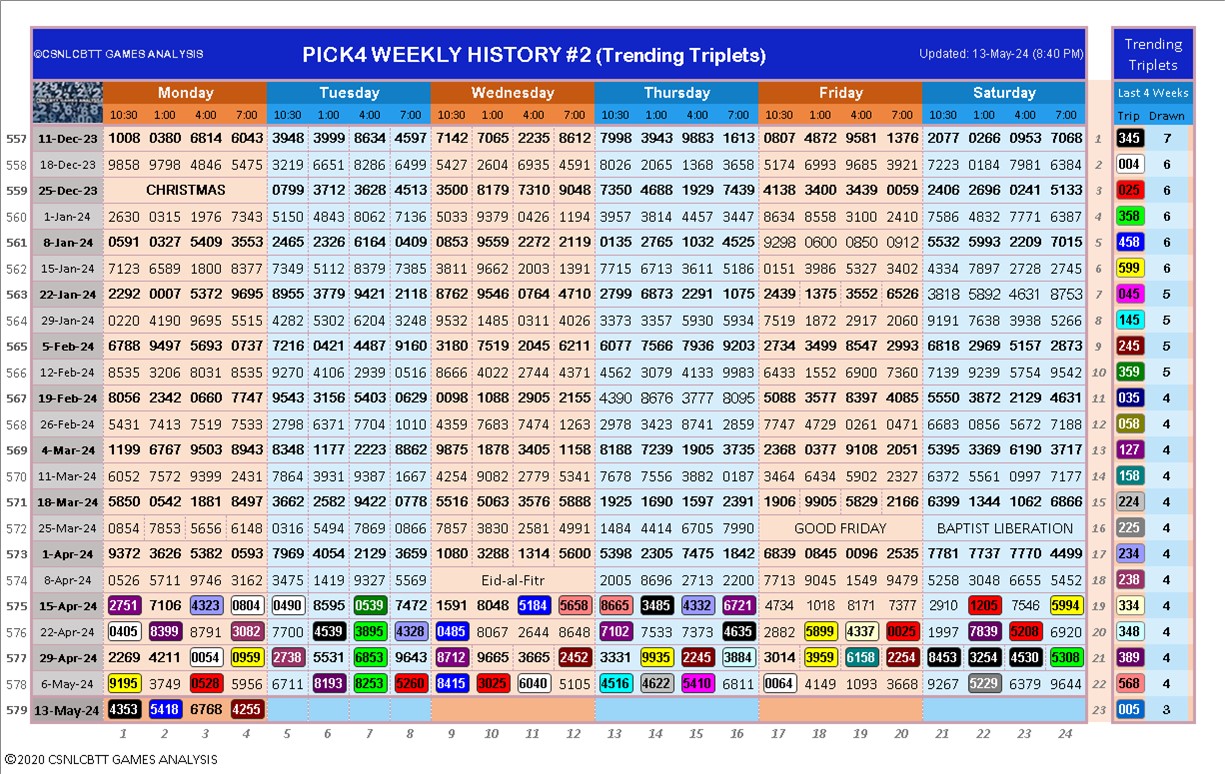 ©CSNLCBTT GAMES ANALYSIS PICK4 WEEKLY HISTORY #2 (Trending Triplets) Updated: 13-May-24 (8:40 PM) Trending Triplets
Monday Tuesday Wednesday Thursday Friday Saturday Last 4 Weeks
10:30 1:00 4:00 7:00 10:30 1:00 4:00 7:00 10:30 1:00 4:00 7:00 10:30 1:00 4:00 7:00 10:30 1:00 4:00 7:00 10:30 1:00 4:00 7:00 Trip Drawn
557 11-Dec-23 1008 0380 6814 6043 3948 3999 8634 4597 7142 7065 2235 8612 7998 3943 9883 1613 0807 4872 9581 1376 2077 0266 0953 7068 1 345 7
558 18-Dec-23 9858 9798 4846 5475 3219 6651 8286 6499 5427 2604 6935 4591 8026 2065 1368 3658 5174 6993 9685 3921 7223 0184 7981 6384 2 004 6
559 25-Dec-23 CHRISTMAS 0799 3712 3628 4513 3500 8179 7310 9048 7350 4688 1929 7439 4138 3400 3439 0059 2406 2696 0241 5133 3 025 6
560 1-Jan-24 2630 0315 1976 7343 5150 4843 8062 7136 5033 9379 0426 1194 3957 3814 4457 3447 8634 8558 3100 2410 7586 4832 7771 6387 4 358 6
561 8-Jan-24 0591 0327 5409 3553 2465 2326 6164 0409 0853 9559 2272 2119 0135 2765 1032 4525 9298 0600 0850 0912 5532 5993 2209 7015 5 458 6
562 15-Jan-24 7123 6589 1800 8377 7349 5112 8379 7385 3811 9662 2003 1391 7715 6713 3611 5186 0151 3986 5327 3402 4334 7897 2728 2745 6 599 6
563 22-Jan-24 2292 0007 5372 9695 8955 3779 9421 2118 8762 9546 0764 4710 2799 6873 2291 1075 2439 1375 3552 6526 3818 5892 4631 8753 7 045 5
564 29-Jan-24 0220 4190 9695 5515 4282 5302 6204 3248 9532 1485 0311 4026 3373 3357 5930 5934 7519 1872 2917 2060 9191 7638 3938 5266 8 145 5
565 5-Feb-24 6788 9497 5693 0737 7216 0421 4487 9160 3180 7519 2045 6211 6077 7566 7936 9203 2734 3499 8547 2993 6818 2969 5157 2873 9 245 5
566 12-Feb-24 8535 3206 8031 8535 9270 4106 2939 0516 8666 4022 2744 4371 4562 3079 4133 9983 6433 1552 6900 7360 7139 9239 5754 9542 10 359 5
567 19-Feb-24 8056 2342 0660 7747 9543 3156 5403 0629 0098 1088 2905 2155 4390 8676 3777 8095 5088 3577 8397 4085 5550 3872 2129 4631 11 035 4
568 26-Feb-24 5431 7413 7519 7533 2798 6371 7704 1010 4359 7683 7474 1263 2978 3423 8741 2859 7747 4729 0261 0471 6683 0856 5672 7188 12 058 4
569 4-Mar-24 1199 6767 9503 8943 8348 1177 2223 8862 9875 1878 3405 1158 8188 7239 1905 3735 2368 0377 9108 2051 5395 3369 6190 3717 13 127 4
570 11-Mar-24 6052 7572 9399 2431 7864 3931 9387 1667 4254 9082 2779 5341 7678 7556 3882 0187 3464 6434 5902 2327 6372 5561 0997 7177 14 158 4
571 18-Mar-24 5850 0542 1881 8497 3662 2582 9422 0778 5516 5063 3576 5888 1925 1690 1597 2391 1906 9905 5829 2166 6399 1344 1062 6866 15 224 4
572 25-Mar-24 0854 7853 5656 6148 0316 5494 7869 0866 7857 3830 2581 4991 1484 4414 6705 7990 GOOD FRIDAY BAPTIST LIBERATION 16 225 4
573 1-Apr-24 9372 3626 5382 0593 7969 4054 2129 3659 1080 3288 1314 5600 5398 2305 7475 1842 6839 0845 0096 2535 7781 7737 7770 4499 17 234 4
574 8-Apr-24 0526 5711 9746 3162 3475 1419 9327 5569 Eid-al-Fitr 2005 8696 2713 2200 7713 9045 1549 9479 5258 3048 6655 5452 18 238 4
575 15-Apr-24 2751 7106 4323 0804 0490 8595 0539 7472 1591 8048 5184 5658 8665 3485 4332 6721 4734 1018 8171 7377 2910 1205 7546 5994 19 334 4
576 22-Apr-24 0405 8399 8791 3082 7700 4539 3895 4328 0485 8067 2644 8648 7102 7533 7373 4635 2882 5899 4337 0025 1997 7839 5208 6920 20 348 4
577 29-Apr-24 2269 4211 0054 0959 2738 5531 6853 9643 8712 9665 3665 2452 3331 9935 2245 3884 3014 3959 6158 2254 8453 3254 4530 5308 21 389 4
578 6-May-24 9195 3749 0528 5956 6711 8193 8253 5260 8415 3025 6040 5105 4516 4622 5410 6811 0064 4149 1093 3668 9267 5229 6379 9644 22 568 4
579 13-May-24 4353 5418 6768 4255 23 005 3
1 2 3 4 5 6 7 8 9 10 11 12 13 14 15 16 17 18 19 20 21 22 23 24
©2020 CSNLCBTT GAMES ANALYSIS